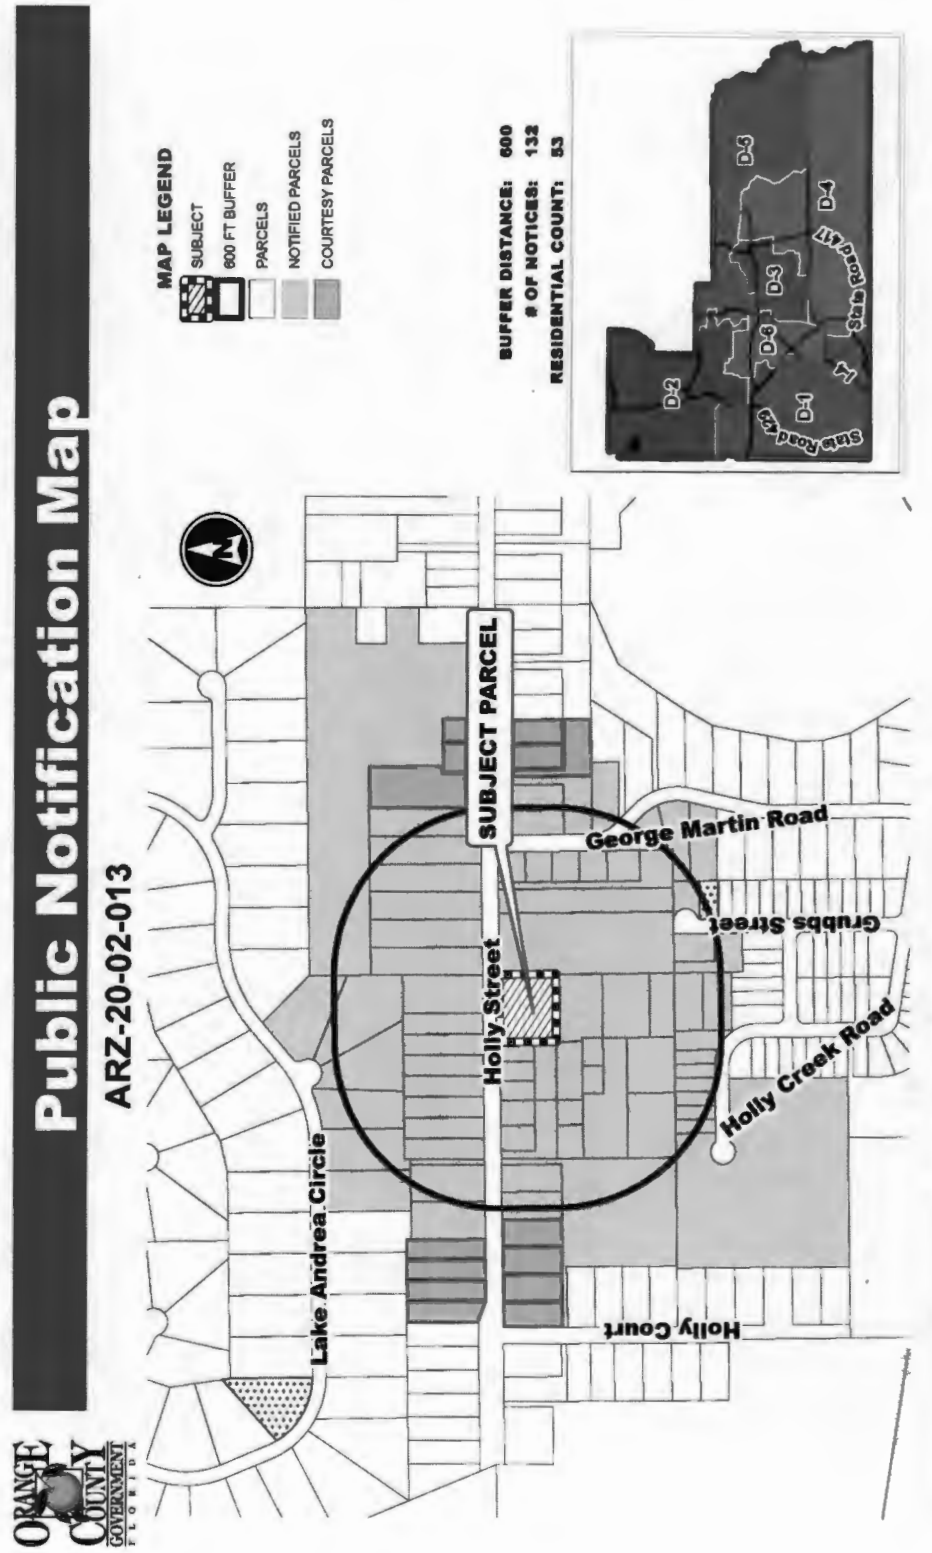 Public Notification Map
ORANGE
COUNTY
GOVERNMENT
FLORIDA
ARZ-20-02-013
N
MAP LEGEND
SUBJECT
600 FT BUFFER
PARCELS
NOTIFIED PARCELS
COURTESY PARCELS
BUFFER DISTANCE: 600
# OF NOTICES: 132
RESIDENTIAL COUNT: 53
Lake Andrea Circle
Holly Street
SUBJECT PARCEL
George Martin Road
Grubbs Street
Holly Creek Road
Holly Court
D-2
D-5
D-3
D-6
D-4
D-1
State Road 417
State Road 429